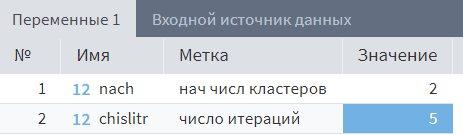 Переменные 1 Входной источник данных
№ Имя Метка Значение
1 12 nach нач числ кластеров 2
2 12 chislitr число итераций 5